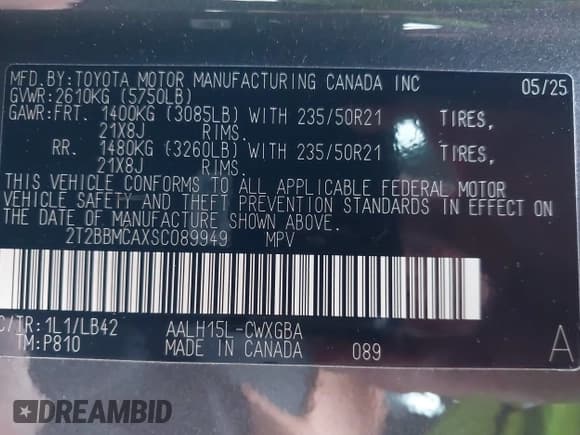 MFD.BY:TOYOTA MOTOR MANUFACTURING CANADA INC 05/25
GVWR:2610KG (5750LB)
GAWR:FRT. 1400KG (3085LB) WITH 235/50R21 TIRES,
21X8J RIMS.
RR. 1480KG (3260LB) WITH 235/50R21 TIRES,
21X8J RIMS.
THIS VEHICLE CONFORMS TO ALL APPLICABLE FEDERAL MOTOR
VEHICLE SAFETY AND THEFT PREVENTION STANDARDS IN EFFECT ON
THE DATE OF MANUFACTURE SHOWN ABOVE.
2T2BBMCAXSC089949 MPV
C/TR:1L1/LB42 AALH15L-CWXGBA
TM:P810 MADE IN CANADA 089 A
DREAMBID